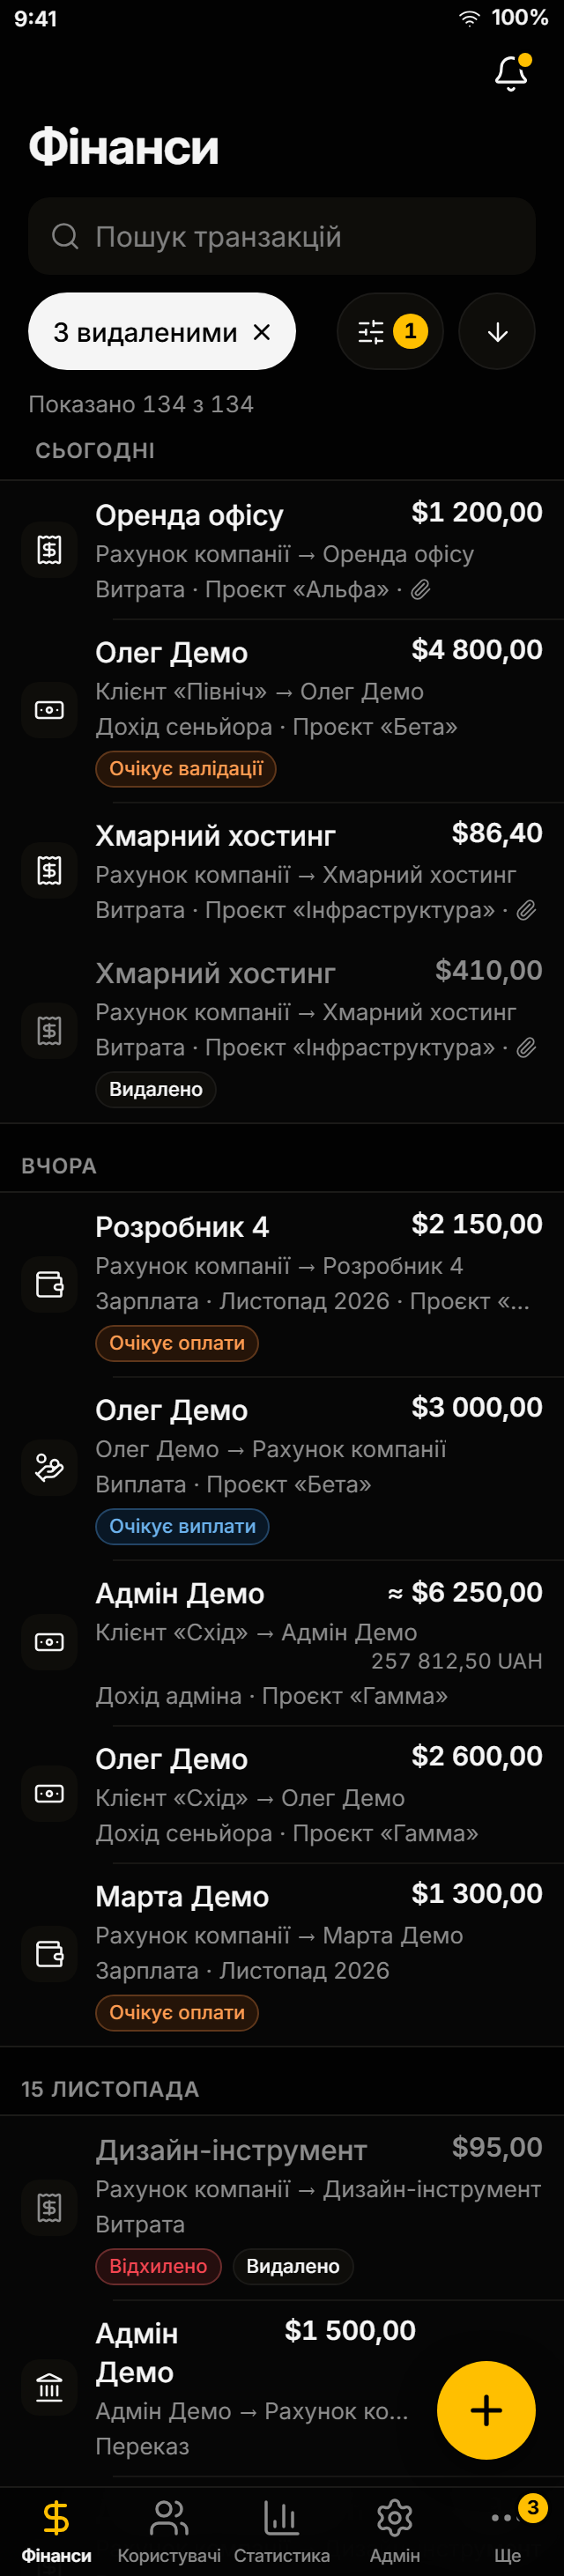 9:41
100%
Фінанси
Пошук транзакцій
З видаленими
1
Показано 134 з 134
СЬОГОДНІ
Оренда офісу $1 200,00
Рахунок компанії → Оренда офісу
Витрата · Проєкт «Альфа» ·
Олег Демо $4 800,00
Клієнт «Північ» → Олег Демо
Дохід сеньйора · Проєкт «Бета»
Очікує валідації
Хмарний хостинг $86,40
Рахунок компанії → Хмарний хостинг
Витрата · Проєкт «Інфраструктура» ·
Хмарний хостинг $410,00
Рахунок компанії → Хмарний хостинг
Витрата · Проєкт «Інфраструктура» ·
Видалено
ВЧОРА
Розробник 4 $2 150,00
Рахунок компанії → Розробник 4
Зарплата · Листопад 2026 · Проєкт «...
Очікує оплати
Олег Демо $3 000,00
Олег Демо → Рахунок компанії
Виплата · Проєкт «Бета»
Очікує виплати
Адмін Демо ≈ $6 250,00
Клієнт «Схід» → Адмін Демо
257 812,50 UAH
Дохід адміна · Проєкт «Гамма»
Олег Демо $2 600,00
Клієнт «Схід» → Олег Демо
Дохід сеньйора · Проєкт «Гамма»
Марта Демо $1 300,00
Рахунок компанії → Марта Демо
Зарплата · Листопад 2026
Очікує оплати
15 ЛИСТОПАДА
Дизайн-інструмент $95,00
Рахунок компанії → Дизайн-інструмент
Витрата
Відхилено Видалено
Адмін $1 500,00
Демо
Адмін Демо → Рахунок ко...
Переказ
3
Фінанси Користувачі Статистика Адмін Ще